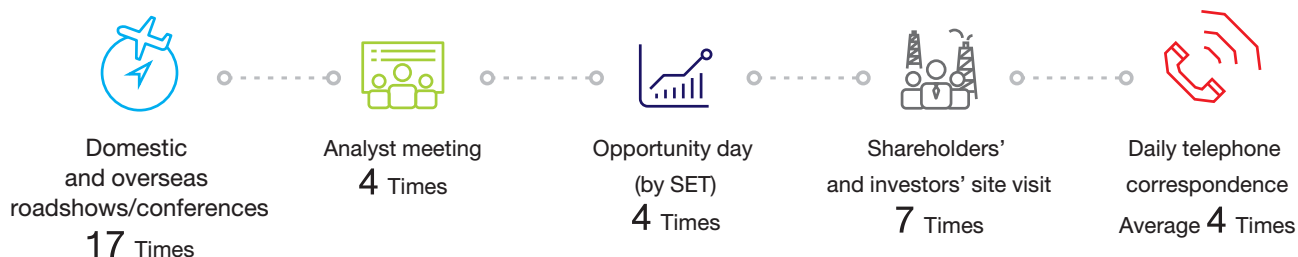 Domestic
and overseas
roadshows/conferences
17 Times
Analyst meeting
4 Times
Opportunity day
(by SET)
4 Times
Shareholders’
and investors’ site visit
7 Times
Daily telephone
correspondence
Average 4 Times